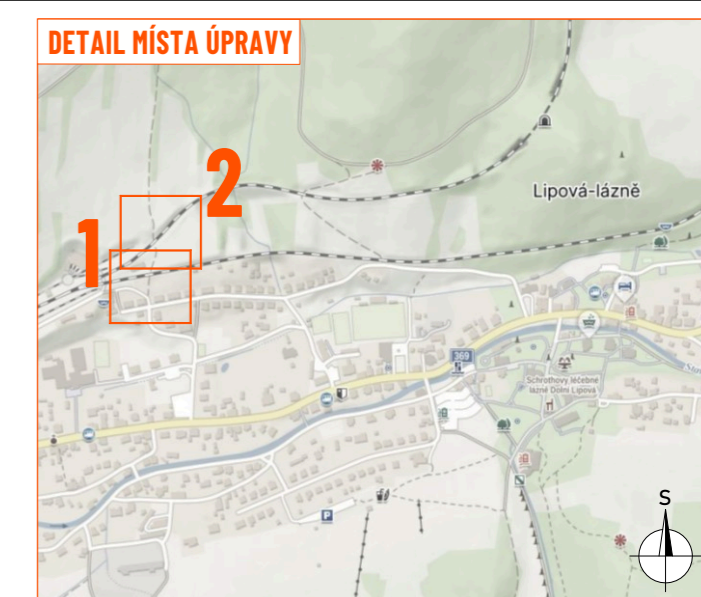 DETAIL MÍSTA ÚPRAVY
2
Lipová-lázně
1
369
Schrothovy léčebné
lázně Dolní Lipová
P
S